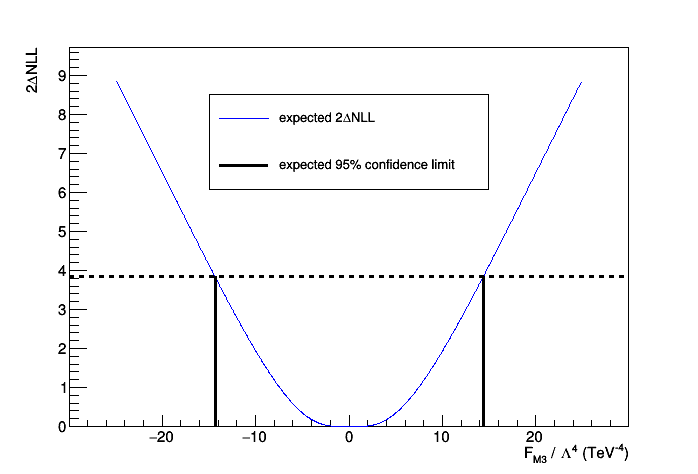 2ΔNLL
9
8
7
6
5
4
3
2
1
0
expected 2ΔNLL
expected 95% confidence limit
−20 −10 0 10 20
F_M3 / Λ^4 (TeV^-4)